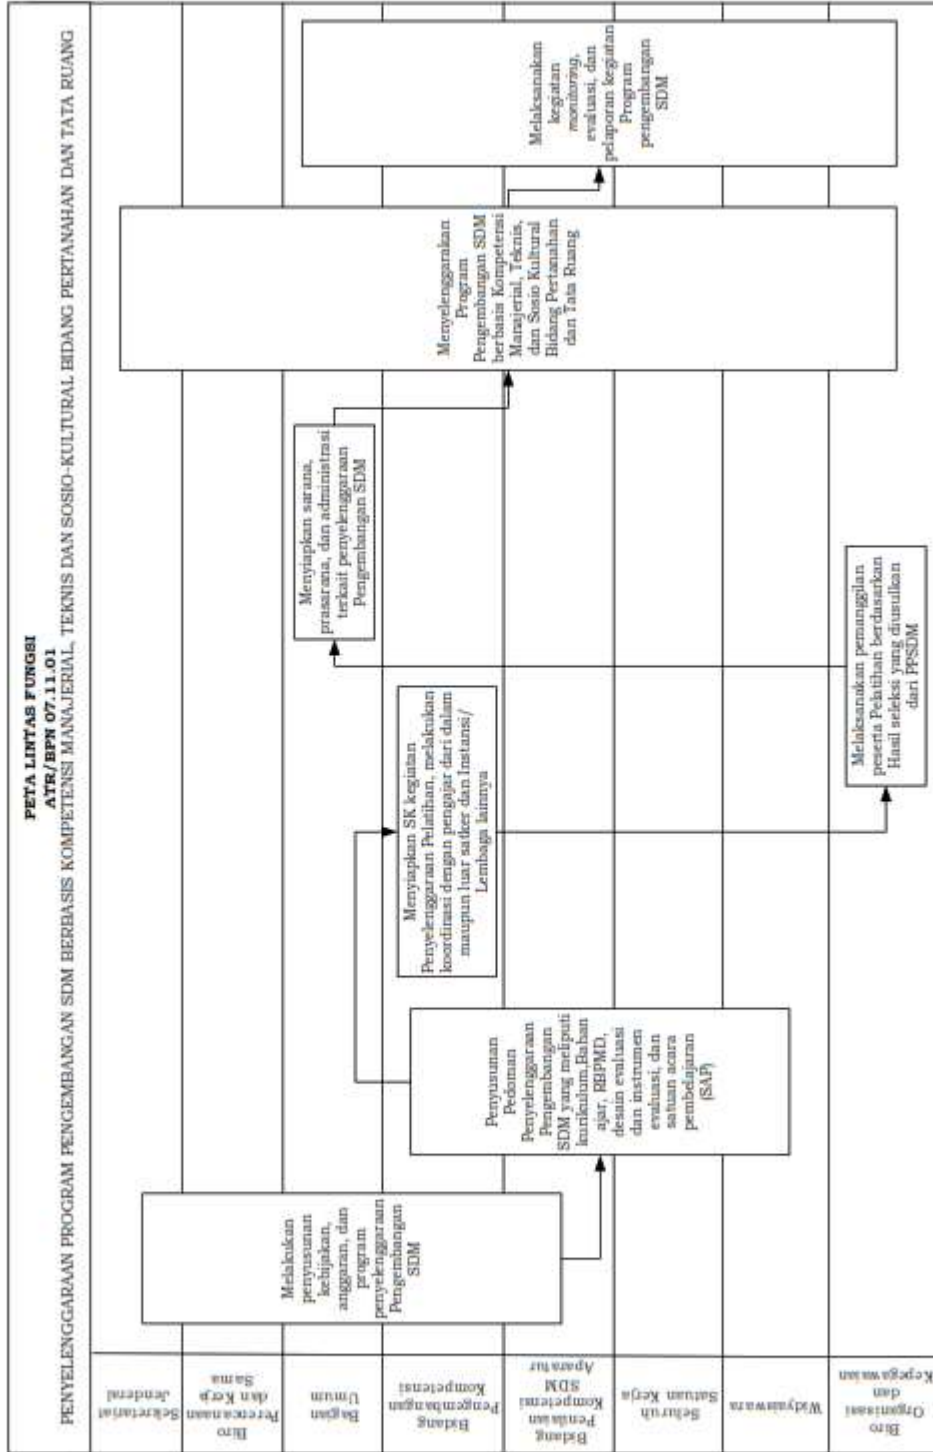 PETA LINTAS FUNGSI
ATR/BPN 07.11.01
PENYELENGGARAAN PROGRAM PENGEMBANGAN SDM BERBASIS KOMPETENSI MANAJERIAL, TEKNIS DAN SOSIO-KULTURAL BIDANG PERTANAHAN DAN TATA RUANG
Sekretariat
Jenderal
Biro
Perencanaan
dan Kerja
Sama
Bagian
Umum
Bidang
Pengembangan
Kompetensi
Bidang
Penilaian
Kompetensi
SDM
Aparatur
Seluruh
Satuan Kerja
Widyaiswara
Biro
Organisasi
dan
Kepegawaian
Melakukan
penyusunan
kebijakan,
anggaran, dan
program
penyelenggaraan
Pengembangan
SDM
Penyusunan
Pedoman
Penyelenggaraan
Pengembangan
SDM yang meliputi
kurikulum,Bahan
ajar, RBPMD,
desain evaluasi
dan instrumen
evaluasi, dan
satuan acara
pembelajaran
(SAP)
Menyiapkan SK kegiatan
Penyelenggaraan Pelatihan, melakukan
koordinasi dengan pengajar dari dalam
maupun luar satker dan Instansi/
Lembaga lainnya
Melaksanakan pemanggilan
peserta Pelatihan berdasarkan
Hasil seleksi yang diusulkan
dari PPSDM
Menyiapkan sarana,
prasarana, dan administrasi
terkait penyelenggaraan
Pengembangan SDM
Menyelenggarakan
Program
Pengembangan SDM
berbasis Kompetensi
Manajerial, Teknis,
dan Sosio Kultural
Bidang Pertanahan
dan Tata Ruang
Melaksanakan
kegiatan
monitoring,
evaluasi, dan
pelaporan kegiatan
Program
pengembangan
SDM